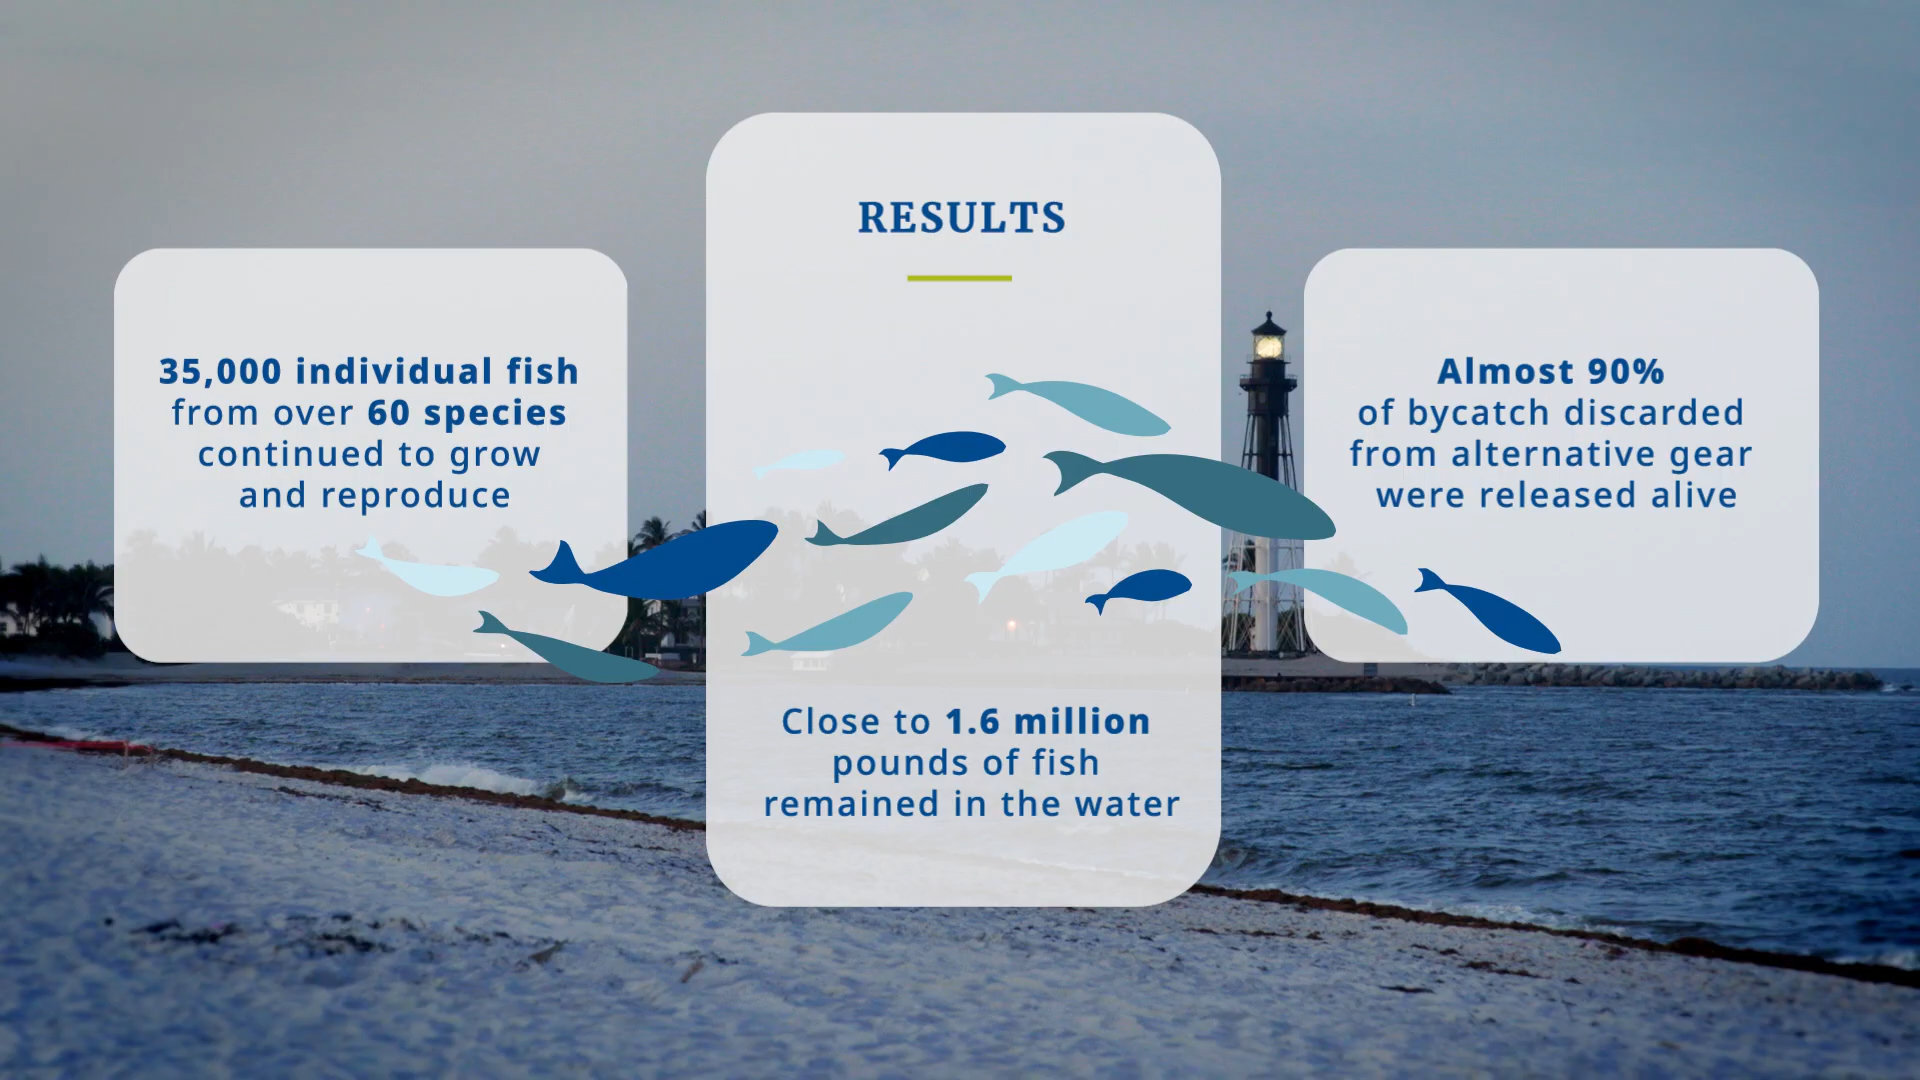 RESULTS
35,000 individual fish
from over 60 species
continued to grow
and reproduce
Close to 1.6 million
pounds of fish
remained in the water
Almost 90%
of bycatch discarded
from alternative gear
were released alive